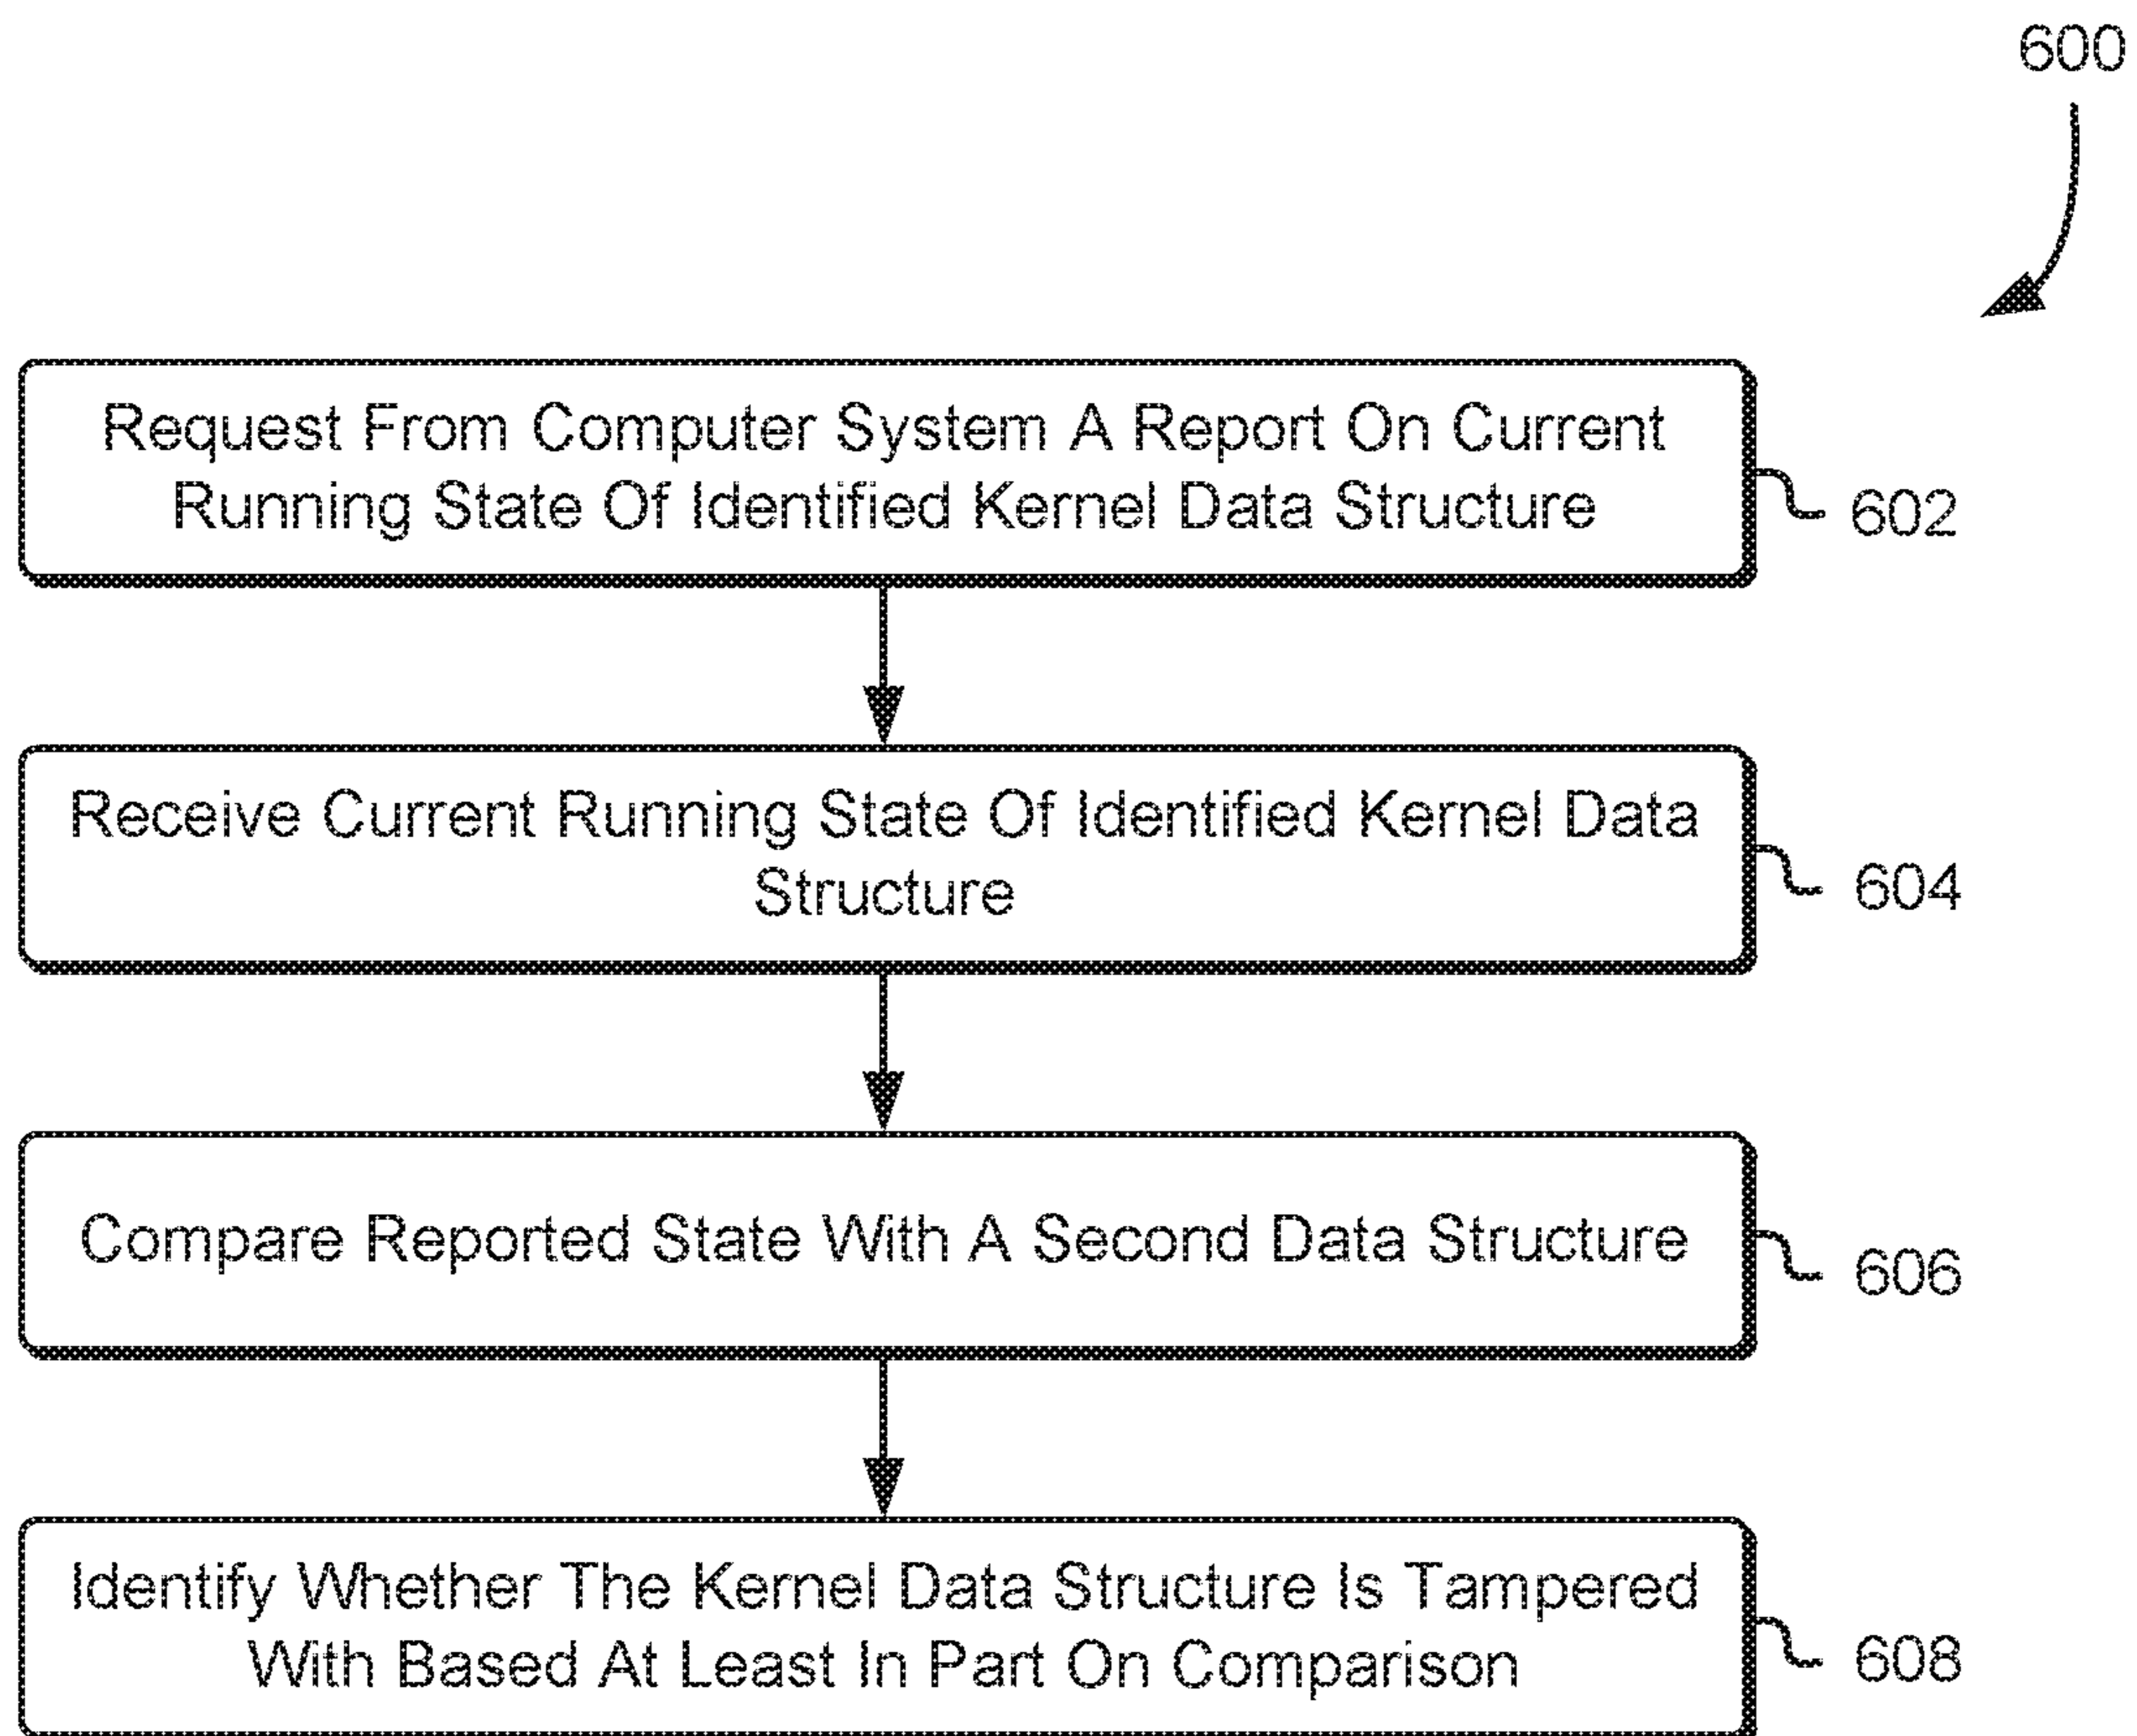 600
Request From Computer System A Report On Current
Running State Of Identified Kernel Data Structure
602
Receive Current Running State Of Identified Kernel Data
Structure
604
Compare Reported State With A Second Data Structure
606
Identify Whether The Kernel Data Structure Is Tampered
With Based At Least In Part On Comparison
608